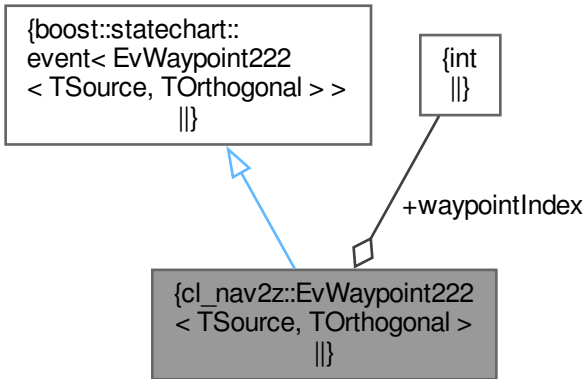 {boost::statechart::
event< EvWaypoint222
< TSource, TOrthogonal > >
||}
{int
||}
+waypointIndex
{cl_nav2z::EvWaypoint222
< TSource, TOrthogonal >
||}